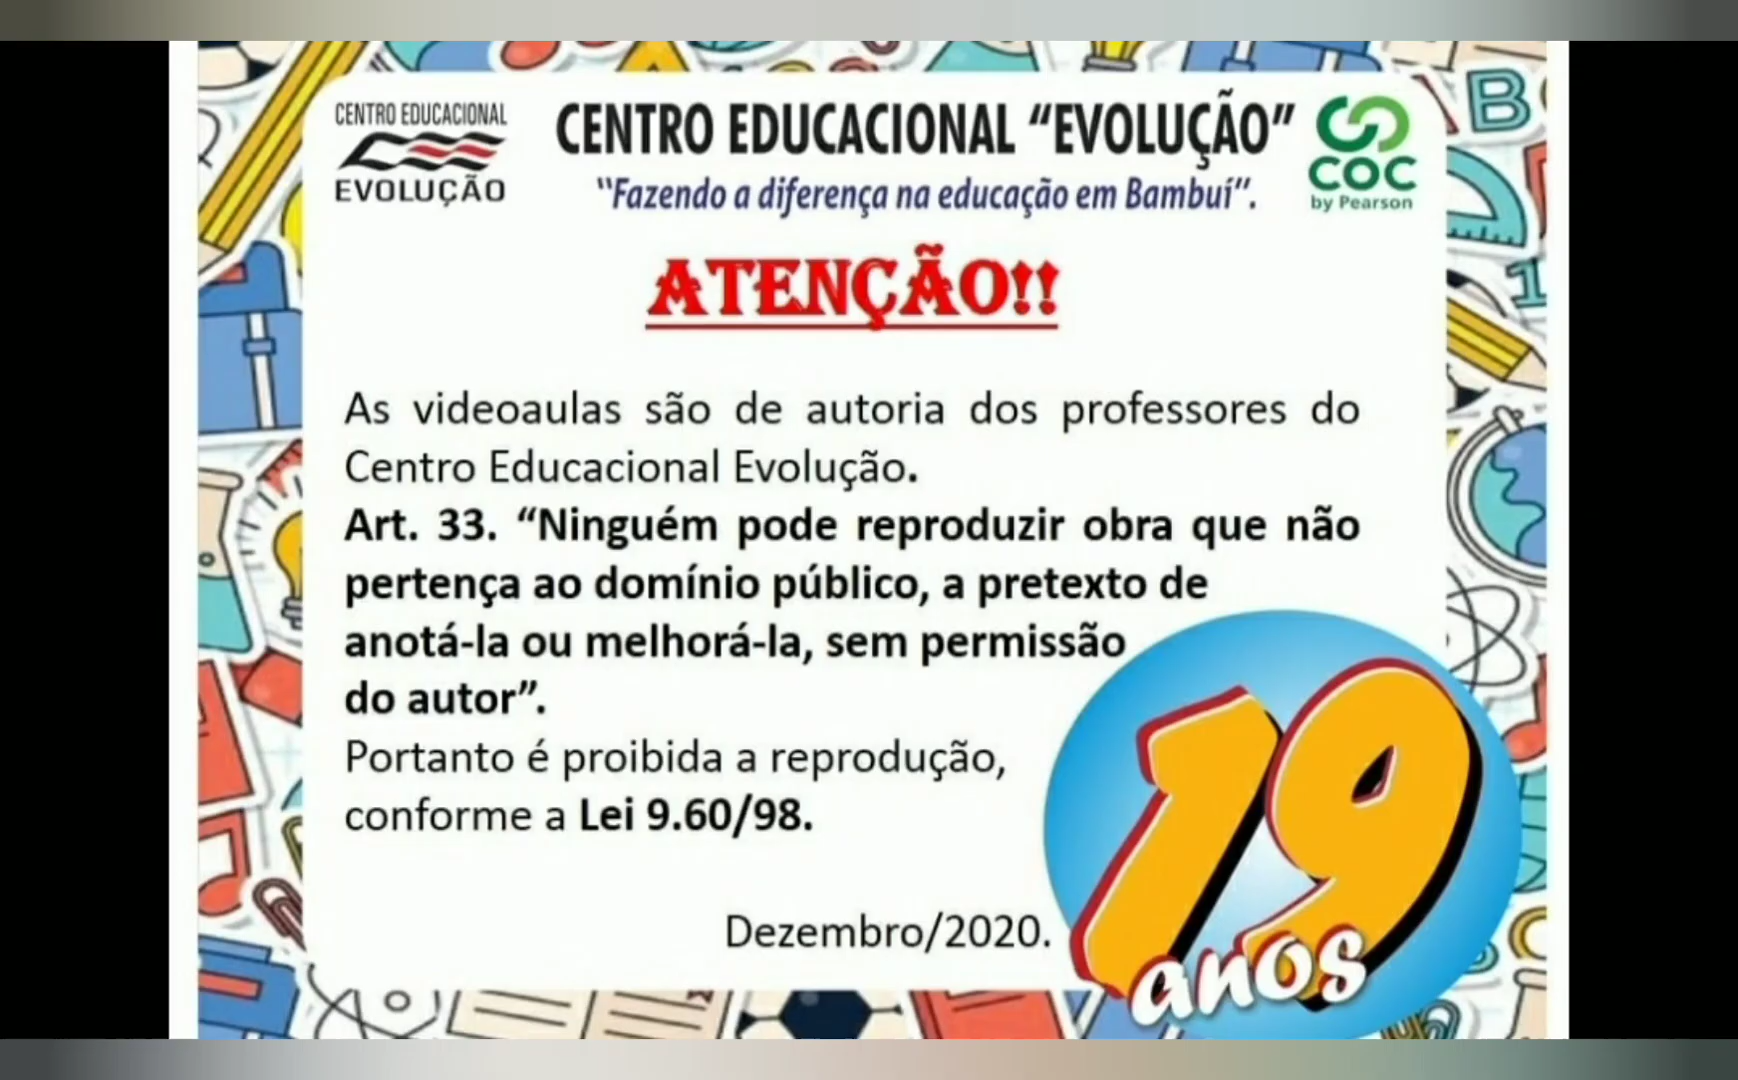 CENTRO EDUCACIONAL
EVOLUÇÃO
CENTRO EDUCACIONAL “EVOLUÇÃO”
“Fazendo a diferença na educação em Bambuí”.
COC
by Pearson
ATENÇÃO!!
As videoaulas são de autoria dos professores do
Centro Educacional Evolução.
Art. 33. “Ninguém pode reproduzir obra que não
pertença ao domínio público, a pretexto de
anotá-la ou melhorá-la, sem permissão
do autor”.
Portanto é proibida a reprodução,
conforme a Lei 9.60/98.
Dezembro/2020.
19
anos
B
1